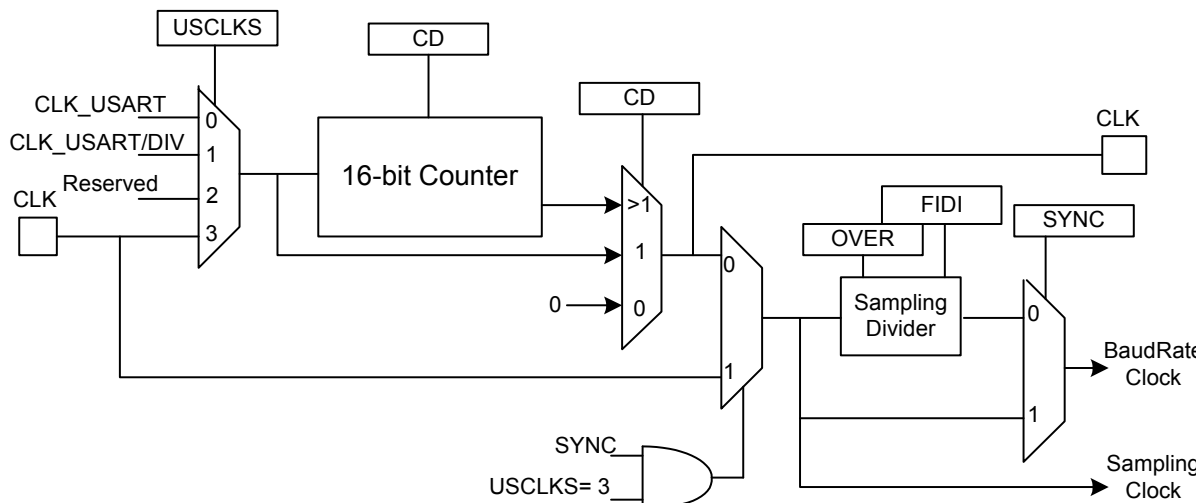 USCLKS
CD
CD
CLK_USART
CLK_USART/DIV
Reserved
CLK
0
1
2
3
16-bit Counter
>1
1
0
0
CLK
FIDI
OVER
SYNC
Sampling
Divider
0
1
0
1
BaudRate
Clock
SYNC
USCLKS= 3
Sampling
Clock